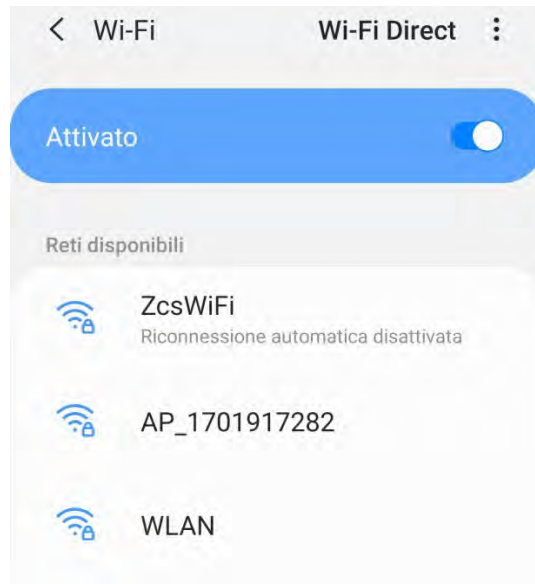 Wi-Fi Wi-Fi Direct
Attivato
Reti disponibili
ZcsWiFi
Riconnessione automatica disattivata
AP_1701917282
WLAN